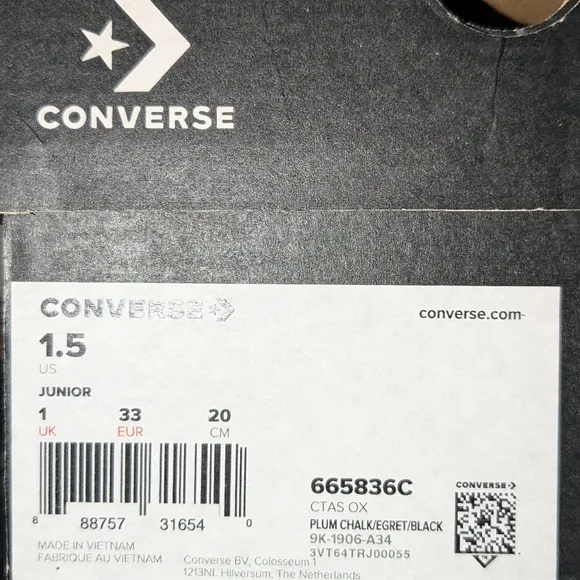 CONVERSE
CONVERSE
converse.com
1.5
US
JUNIOR
1 33 20
UK EUR CM
8 88757 31654 0
665836C
CTAS OX
PLUM CHALK/EGRET/BLACK
9K-1906-A34
3VT64TRJ00055
CONVERSE
MADE IN VIETNAM
FABRIQUE AU VIETNAM
Converse BV, Colosseum 1
1213NL Hilversum, The Netherlands